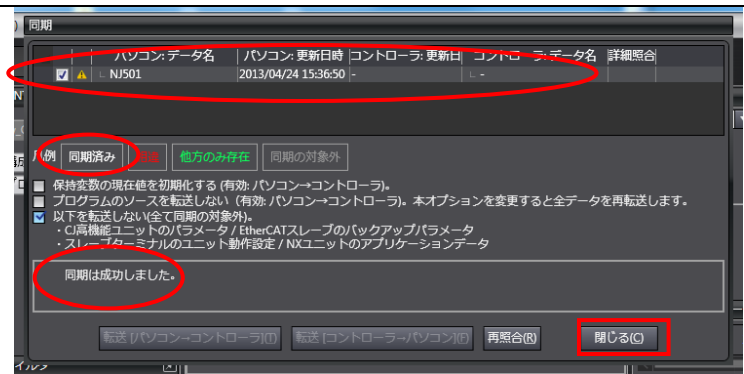 同期
パソコン:データ名 パソコン:更新日時 コントローラ:更新日 コントローラ:データ名 詳細照合
NJ501 2013/04/24 15:36:50 - -
凡例 同期済み 他方のみ存在 同期の対象外
保持変数の現在値を初期化する (有効: パソコン→コントローラ)。
プログラムのソースを転送しない (有効: パソコン→コントローラ)。本オプションを変更すると全データを再転送します。
以下を転送しない(全て同期の対象外)。
・CJ高機能ユニットのパラメータ / EtherCATスレーブのバックアップパラメータ
・スレーブターミナルのユニット動作設定 / NXユニットのアプリケーションデータ
同期は成功しました。
転送 [パソコン→コントローラ](T) 転送 [コントローラ→パソコン](F) 再照合(R) 閉じる(C)